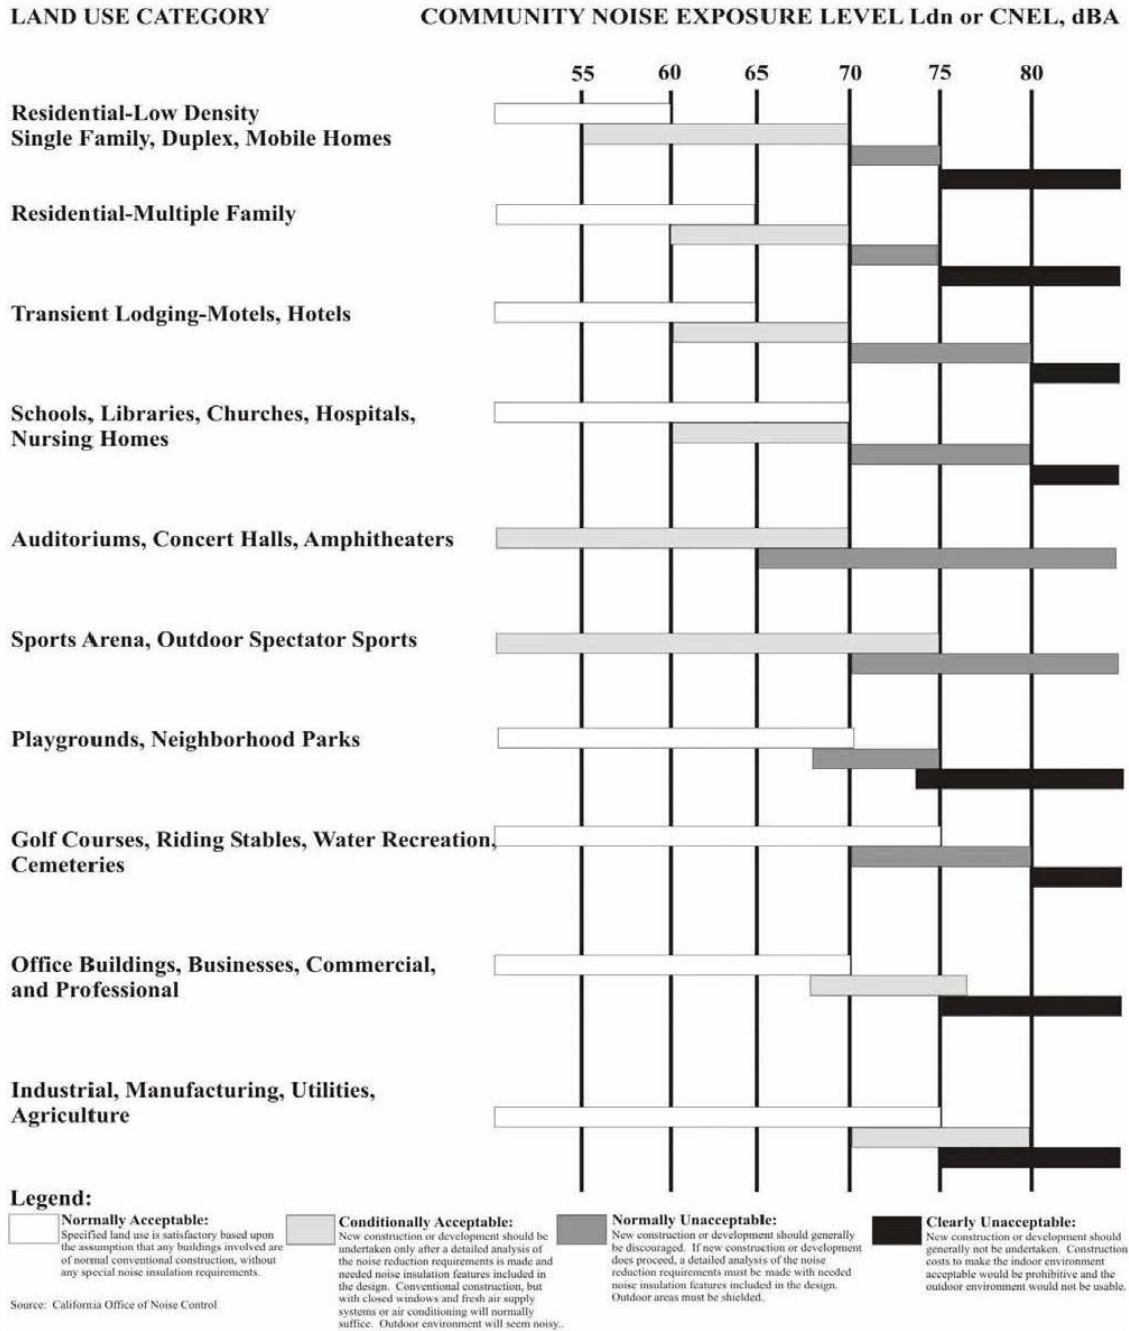 LAND USE CATEGORY
COMMUNITY NOISE EXPOSURE LEVEL Ldn or CNEL, dBA
55 60 65 70 75 80
Residential-Low Density
Single Family, Duplex, Mobile Homes
Residential-Multiple Family
Transient Lodging-Motels, Hotels
Schools, Libraries, Churches, Hospitals,
Nursing Homes
Auditoriums, Concert Halls, Amphitheaters
Sports Arena, Outdoor Spectator Sports
Playgrounds, Neighborhood Parks
Golf Courses, Riding Stables, Water Recreation,
Cemeteries
Office Buildings, Businesses, Commercial,
and Professional
Industrial, Manufacturing, Utilities,
Agriculture
Legend:
Normally Acceptable:
Specified land use is satisfactory based upon
the assumption that any buildings involved are
of normal conventional construction, without
any special noise insulation requirements.
Conditionally Acceptable:
New construction or development should be
undertaken only after a detailed analysis of
the noise reduction requirements is made and
needed noise insulation features included in
the design. Conventional construction, but
with closed windows and fresh air supply
systems or air conditioning will normally
suffice. Outdoor environment will seem noisy..
Normally Unacceptable:
New construction or development should generally
be discouraged. If new construction or development
does proceed, a detailed analysis of the noise
reduction requirements must be made with needed
noise insulation features included in the design.
Outdoor areas must be shielded.
Clearly Unacceptable:
New construction or development should
generally not be undertaken. Construction
costs to make the indoor environment
acceptable would be prohibitive and the
outdoor environment would not be usable.
Source: California Office of Noise Control